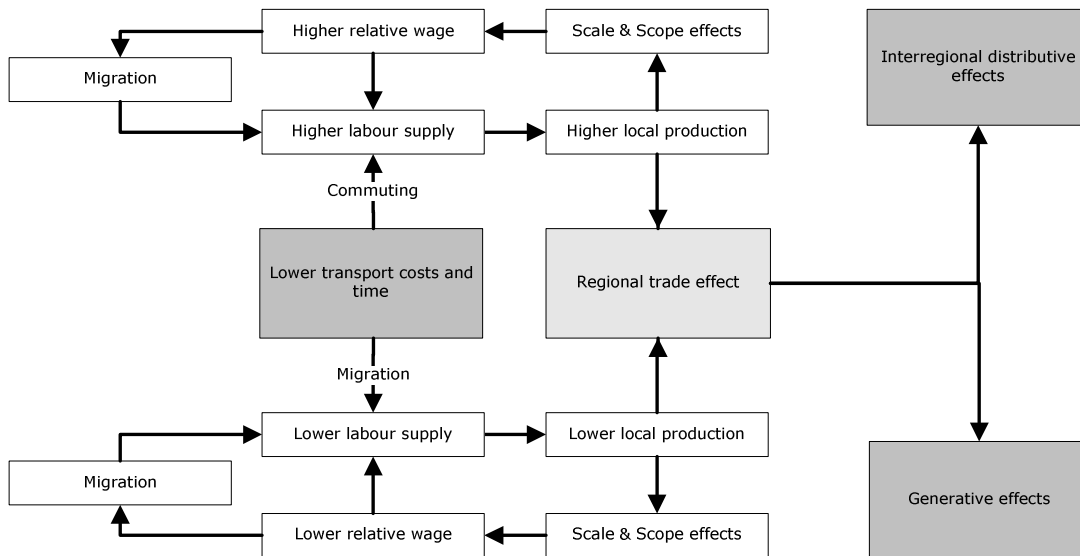 Higher relative wage
Scale & Scope effects
Interregional distributive
effects
Migration
Higher labour supply
Higher local production
Commuting
Lower transport costs and
time
Regional trade effect
Migration
Lower labour supply
Lower local production
Migration
Generative effects
Lower relative wage
Scale & Scope effects